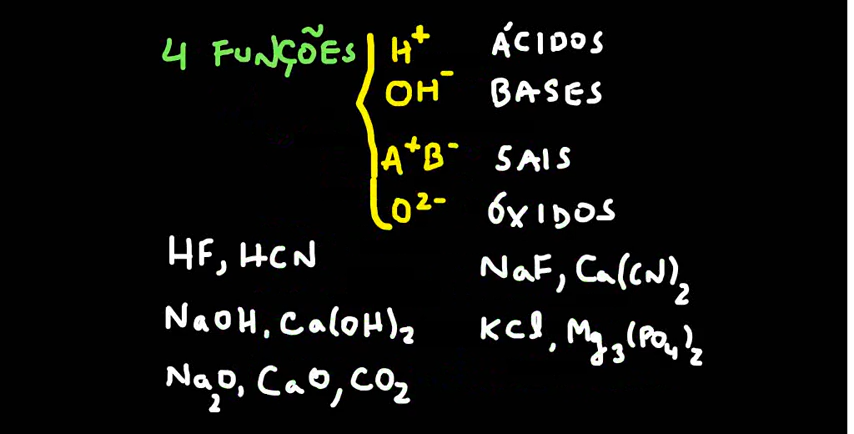 4 FUNÇÕES
H⁺ ÁCIDOS
OH⁻ BASES
A⁺B⁻ SAIS
O²⁻ ÓXIDOS
HF, HCN
NaOH, Ca(OH)₂
Na₂O, CaO, CO₂
NaF, Ca(CN)₂
KCl, Mg₃(PO₄)₂